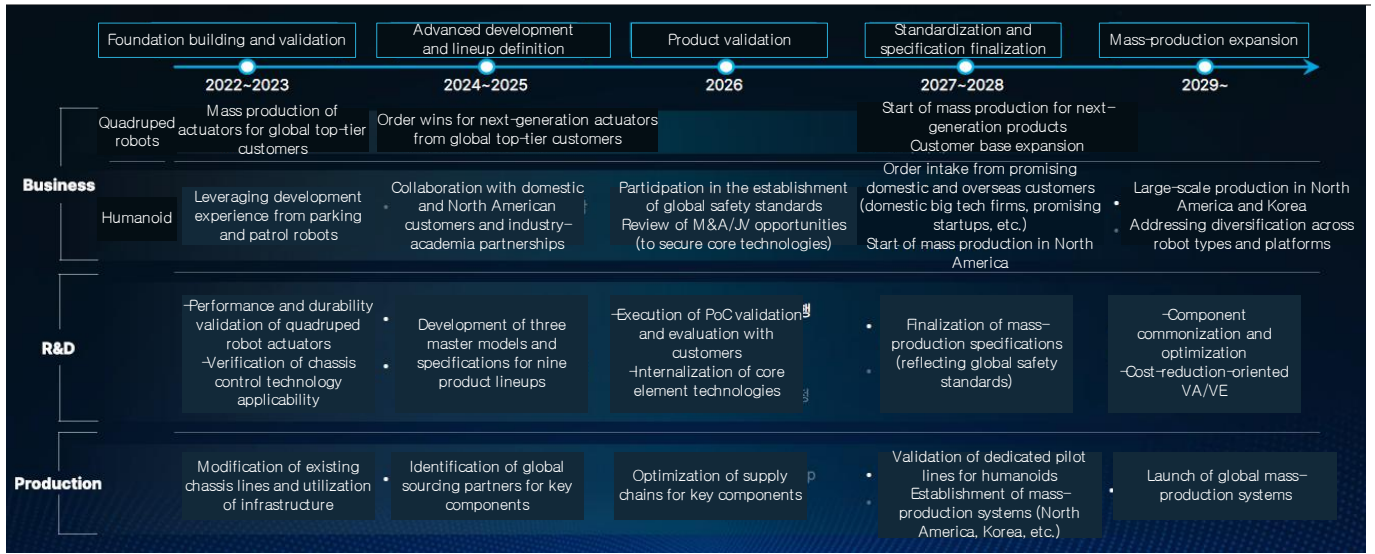 Foundation building and validation
Advanced development
and lineup definition
Product validation
Standardization and
specification finalization
Mass-production expansion
2022~2023
2024~2025
2026
2027~2028
2029~
Business
Quadruped
robots
Mass production of
actuators for global top-tier
customers
Order wins for next-generation actuators
from global top-tier customers
Start of mass production for next-
generation products
Customer base expansion
Humanoid
Leveraging development
experience from parking
and patrol robots
Collaboration with domestic
and North American
customers and industry-
academia partnerships
Participation in the establishment
of global safety standards
Review of M&A/JV opportunities
(to secure core technologies)
Order intake from promising
domestic and overseas customers
(domestic big tech firms, promising
startups, etc.)
Start of mass production in North
America
Large-scale production in North
America and Korea
Addressing diversification across
robot types and platforms
R&D
-Performance and durability
validation of quadruped
robot actuators
-Verification of chassis
control technology
applicability
Development of three
master models and
specifications for nine
product lineups
-Execution of PoC validation
and evaluation with
customers
-Internalization of core
element technologies
Finalization of mass-
production specifications
(reflecting global safety
standards)
-Component
commonization and
optimization
-Cost-reduction-oriented
VA/VE
Production
Modification of existing
chassis lines and utilization
of infrastructure
Identification of global
sourcing partners for key
components
Optimization of supply
chains for key components
Validation of dedicated pilot
lines for humanoids
Establishment of mass-
production systems (North
America, Korea, etc.)
Launch of global mass-
production systems